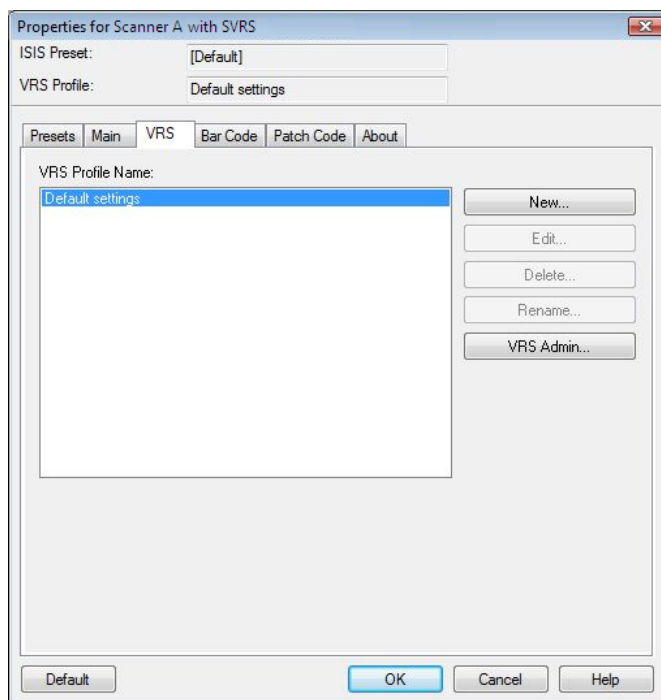 Properties for Scanner A with SVRS
ISIS Preset: [Default]
VRS Profile: Default settings
Presets Main VRS Bar Code Patch Code About
VRS Profile Name:
Default settings
New...
Edit...
Delete...
Rename...
VRS Admin...
Default OK Cancel Help